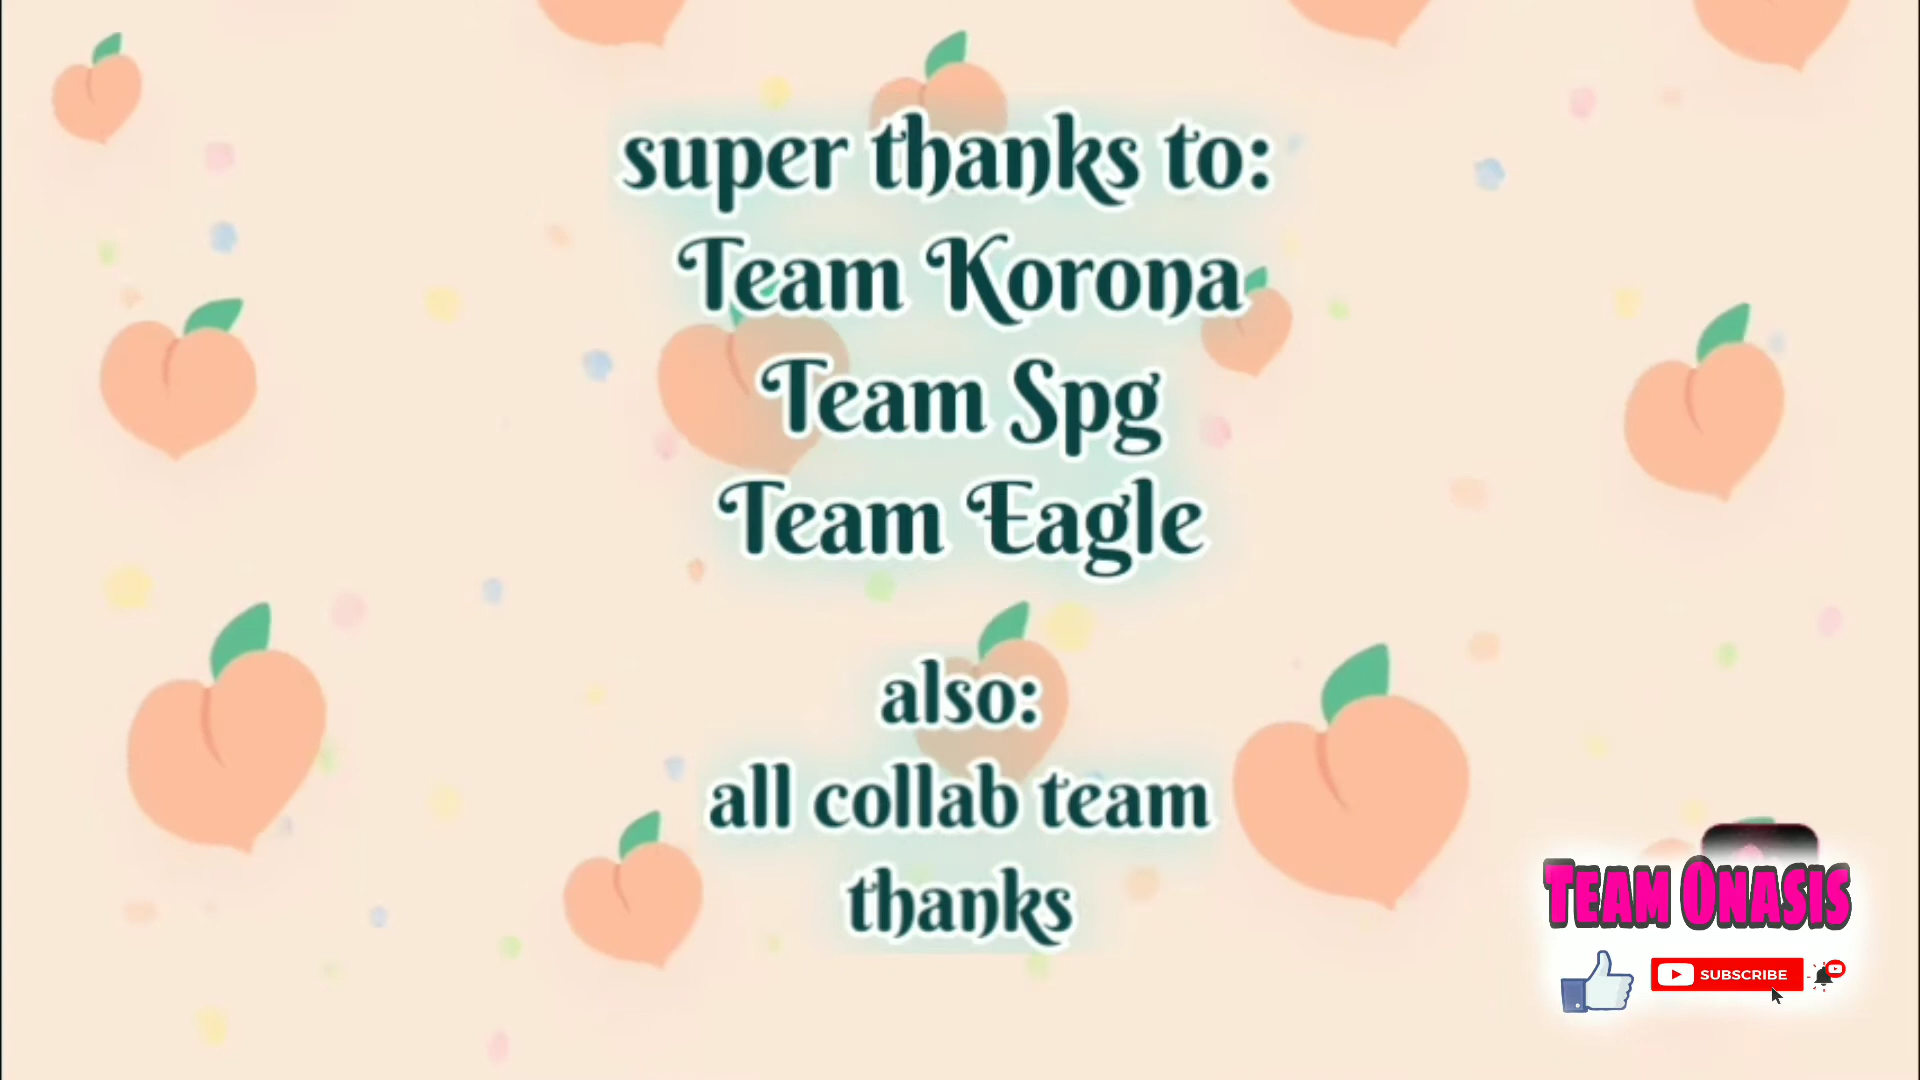 super thanks to:
Team Korona
Team Spg
Team Eagle
also:
all collab team
thanks
TEAM ONASIS
SUBSCRIBE